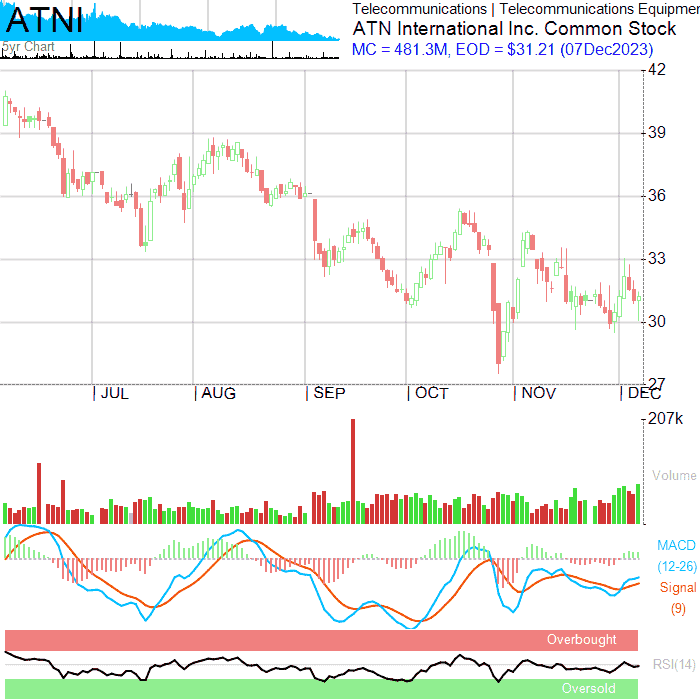 ATNI
5yr Chart
Telecommunications | Telecommunications Equipmen
ATN International Inc. Common Stock
MC = 481.3M, EOD = $31.21 (07Dec2023)
42
39
36
33
30
27
JUL AUG SEP OCT NOV DEC
207k
Volume
MACD
(12-26)
Signal
(9)
Overbought
RSI(14)
Oversold